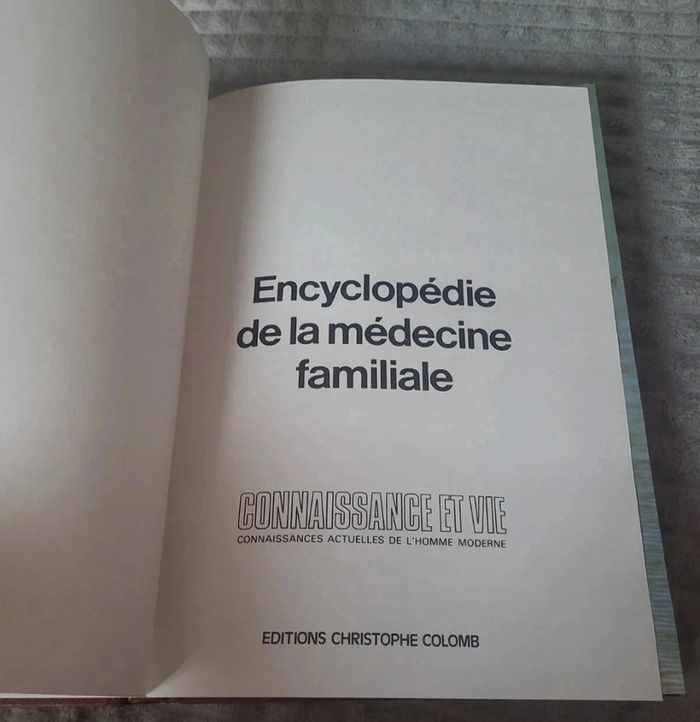 Encyclopédie
de la médecine
familiale
CONNAISSANCE ET VIE
CONNAISSANCES ACTUELLES DE L'HOMME MODERNE
EDITIONS CHRISTOPHE COLOMB